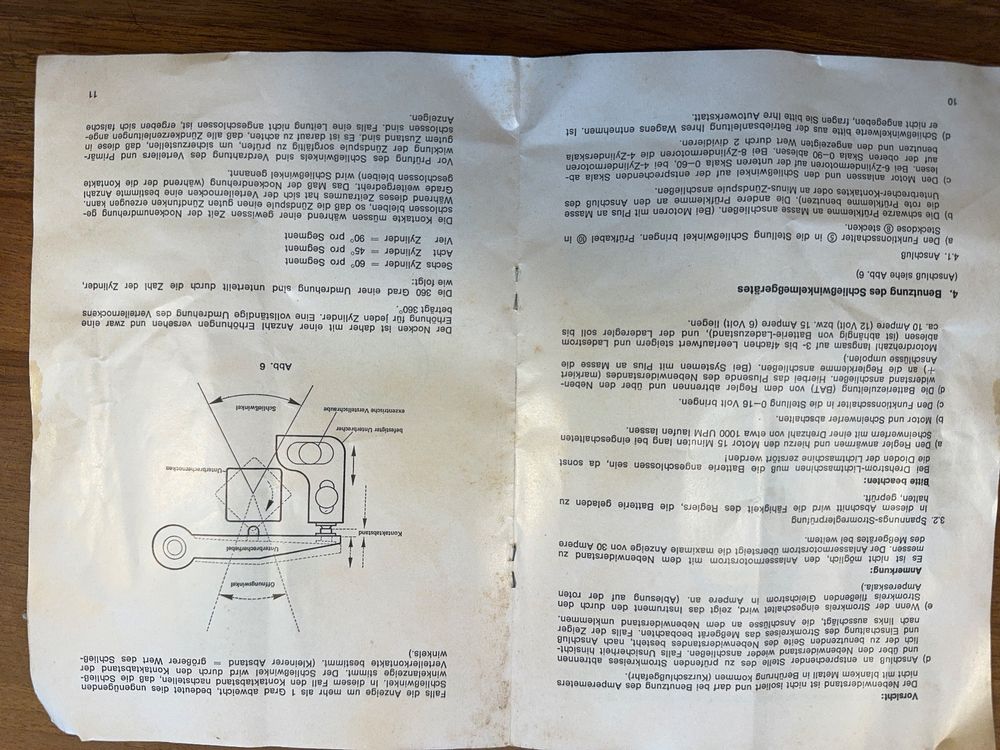 Vorsicht:
Der Nebenwiderstand ist nicht isoliert und darf bei Benutzung des Amperemeters
nicht mit blankem Metall in Berührung kommen (Kurzschlußgefahr).
d) Anschluß an entsprechender Stelle des zu prüfenden Stromkreises abtrennen
und über den Nebenwiderstand wieder anschließen. Falls Unsicherheit hinsicht-
lich der zu benutzenden Seite des Nebenwiderstandes besteht, nach Anschluß
und Einschaltung des Stromkreises das Meßgerät beobachten. Falls der Zeiger
nach links ausschlägt, die Anschlüsse an dem Nebenwiderstand umklemmen.
e) Wenn der Stromkreis eingeschaltet wird, zeigt das Instrument den durch den
Stromkreis fließenden Gleichstrom in Ampere an. (Ablesung auf der roten
Ampereskala.)
Anmerkung:
Es ist nicht möglich, den Anlassermotorstrom mit dem Nebenwiderstand zu
messen. Der Anlassermotorstrom übersteigt die maximale Anzeige von 30 Ampere
des Meßgerätes bei weitem.
3.2. Spannungs-Stromreglerprüfung
In diesem Abschnitt wird die Fähigkeit des Reglers, die Batterie geladen zu
halten, geprüft.
Bitte beachten:
Bei Drehstrom-Lichtmaschinen muß die Batterie angeschlossen sein, da sonst
die Dioden der Lichtmaschine zerstört werden!
a) Den Regler anwärmen und hierzu den Motor 15 Minuten lang bei eingeschalteten
Scheinwerfern mit einer Drehzahl von etwa 1000 UPM laufen lassen.
b) Motor und Scheinwerfer abschalten.
c) Den Funktionsschalter in die Stellung 0–16 Volt bringen.
d) Die Batteriezuleitung (BAT) von dem Regler abtrennen und über den Neben-
widerstand anschließen. Hierbei das Plusende des Nebenwiderstandes (markiert
+) an die Reglerklemme anschließen. (Bei Systemen mit Plus an Masse die
Anschlüsse umpolen.)
Motordrehzahl langsam auf 3- bis 4fachen Leerlaufwert steigern und Ladestrom
ablesen (ist abhängig von Batterie-Ladezustand), und der Laderegler soll bis
ca. 10 Ampere (12 Volt) bzw. 15 Ampere (6 Volt) liegen.
4. Benutzung des Schließwinkelmeßgerätes
(Anschluß siehe Abb. 6)
4.1. Anschluß
a) Den Funktionsschalter ⑤ in die Stellung Schließwinkel bringen. Prüfkabel ⑩ in
Steckdose ⑧ stecken.
b) Die schwarze Prüfklemme an Masse anschließen. (Bei Motoren mit Plus an Masse
die rote Prüfklemme benutzen). Die andere Prüfklemme an den Anschluß des
Unterbrecher-Kontaktes oder an Minus-Zündspule anschließen.
c) Den Motor anlassen und den Schließwinkel auf der entsprechenden Skala ab-
lesen. Bei 6-Zylindermotoren auf der unteren Skala 0–60, bei 4-Zylindermotoren
auf der oberen Skala 0–90 ablesen. Bei 8-Zylindermotoren die 4-Zylinderskala
benutzen und den angezeigten Wert durch 2 dividieren.
d) Schließwinkelwerte bitte aus der Betriebsanleitung Ihres Wagens entnehmen. Ist
er nicht angegeben, fragen Sie bitte Ihre Autowerkstatt.
10
Falls die Anzeige um mehr als 1 Grad abweicht, bedeutet dies ungenügenden
Schließwinkel. In diesem Fall den Kontaktabstand nachstellen, daß die Schließ-
winkelanzeige stimmt. Der Schließwinkel wird durch den Kontaktabstand der
Verteilerkontakte bestimmt. (Kleinerer Abstand = größerer Wert des Schließ-
winkels.)
Öffnungswinkel
Unterbrecherhebel
Kontaktabstand
Unterbrechernocken
befestigter Unterbrecher
exzentrische Verstellschraube
Schließwinkel
Abb. 6
Der Nocken ist daher mit einer Anzahl Erhöhungen versehen und zwar eine
Erhöhung für jeden Zylinder. Eine vollständige Umdrehung des Verteilernockens
beträgt 360°.
Die 360 Grad einer Umdrehung sind unterteilt durch die Zahl der Zylinder,
wie folgt:
Sechs Zylinder = 60° pro Segment
Acht Zylinder = 45° pro Segment
Vier Zylinder = 90° pro Segment
Die Kontakte müssen während einer gewissen Zeit der Nockenumdrehung ge-
schlossen bleiben, so daß die Zündspule einen guten Zündfunken erzeugen kann.
Während dieses Zeitraumes hat sich der Verteilernocken eine bestimmte Anzahl
Grade weitergedreht. Das Maß der Nockendrehung (während der die Kontakte
geschlossen bleiben) wird Schließwinkel genannt.
Vor Prüfung des Schließwinkels sind Verdrahtung des Verteilers und Primär-
wicklung der Zündspule sorgfältig zu prüfen, um sicherzustellen, daß diese in
gutem Zustand sind. Es ist darauf zu achten, daß alle Zündkerzenleitungen ange-
schlossen sind. Falls eine Leitung nicht angeschlossen ist, ergeben sich falsche
Anzeigen.
11